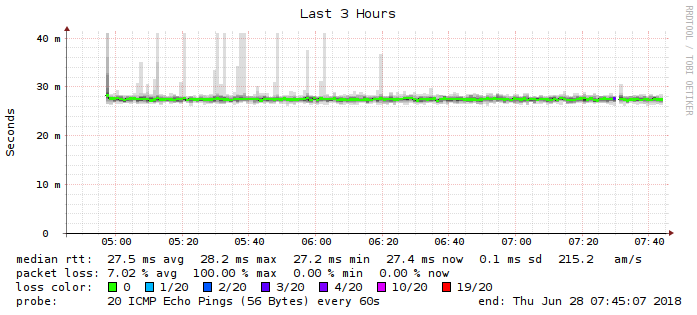 Last 3 Hours
RRDTOOL / TOBI OETIKER
Seconds
40 m
30 m
20 m
10 m
0
05:00 05:20 05:40 06:00 06:20 06:40 07:00 07:20 07:40
median rtt: 27.5 ms avg 28.2 ms max 27.2 ms min 27.4 ms now 0.1 ms sd 215.2 am/s
packet loss: 7.02 % avg 100.00 % max 0.00 % min 0.00 % now
loss color: 0 1/20 2/20 3/20 4/20 10/20 19/20
probe: 20 ICMP Echo Pings (56 Bytes) every 60s end: Thu Jun 28 07:45:07 2018